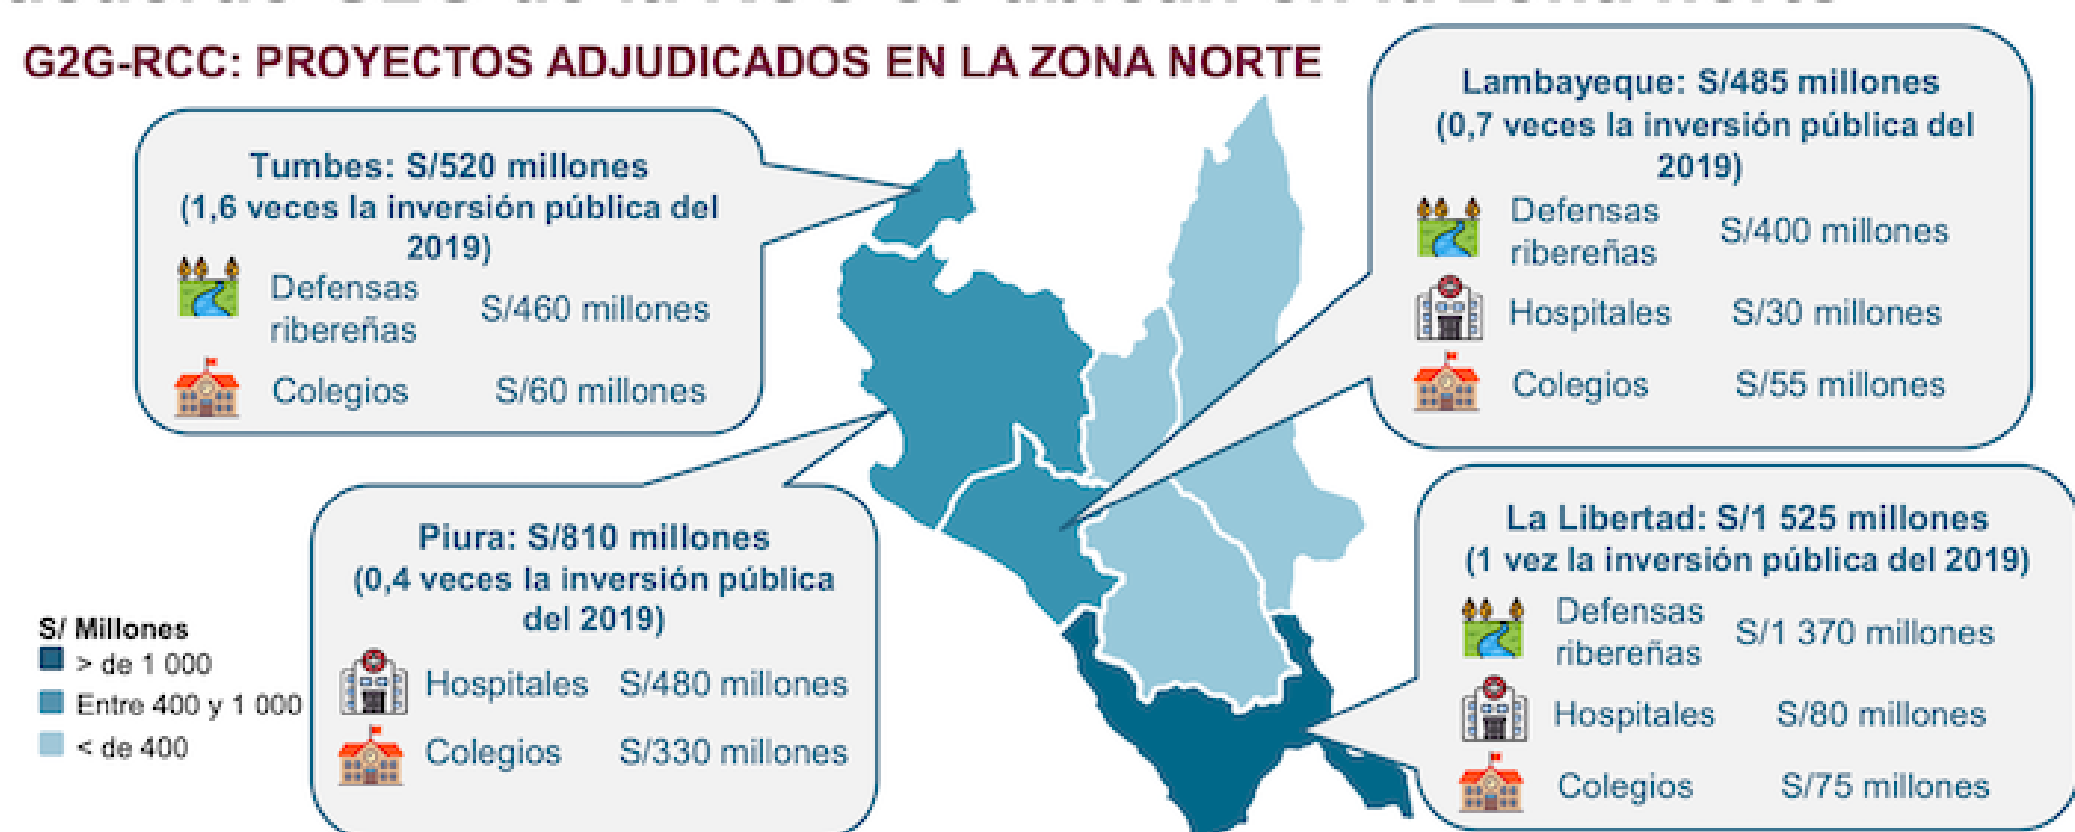 G2G-RCC: PROYECTOS ADJUDICADOS EN LA ZONA NORTE
Tumbes: S/520 millones
(1,6 veces la inversión pública del
2019)
Defensas
ribereñas
S/460 millones
Colegios
S/60 millones
Lambayeque: S/485 millones
(0,7 veces la inversión pública del
2019)
Defensas
ribereñas
S/400 millones
Hospitales
S/30 millones
Colegios
S/55 millones
Piura: S/810 millones
(0,4 veces la inversión pública
del 2019)
Hospitales
S/480 millones
Colegios
S/330 millones
La Libertad: S/1 525 millones
(1 vez la inversión pública del 2019)
Defensas
ribereñas
S/1 370 millones
Hospitales
S/80 millones
Colegios
S/75 millones
S/ Millones
> de 1 000
Entre 400 y 1 000
< de 400